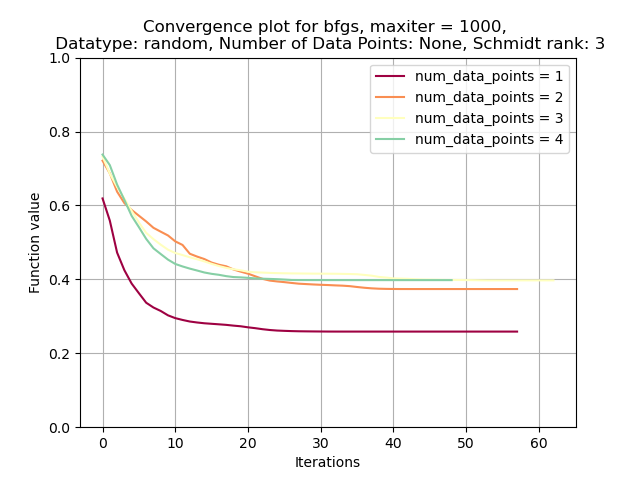 Convergence plot for bfgs, maxiter = 1000,
Datatype: random, Number of Data Points: None, Schmidt rank: 3
1.0
0.8
0.6
0.4
0.2
0.0
Function value
num_data_points = 1
num_data_points = 2
num_data_points = 3
num_data_points = 4
0 10 20 30 40 50 60
Iterations